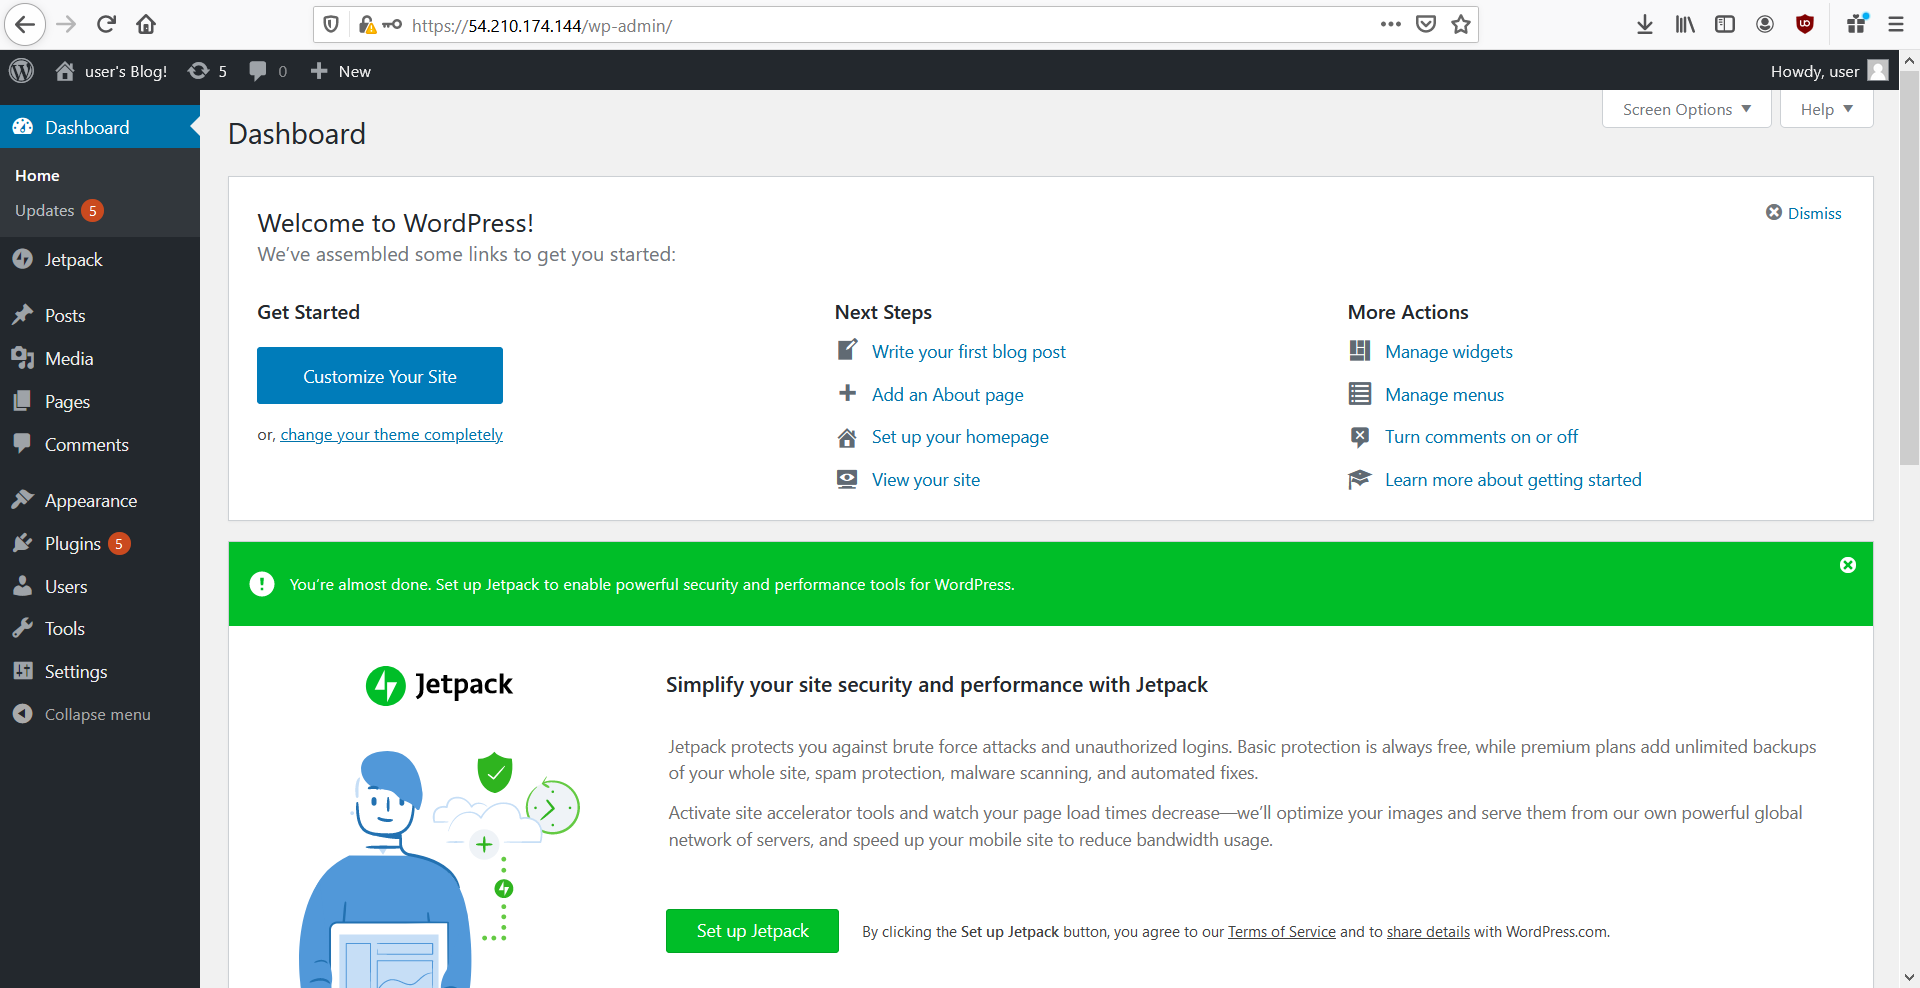 https://54.210.174.144/wp-admin/
user's Blog! 5 0 New
Howdy, user
Dashboard
Home
Updates 5
Jetpack
Posts
Media
Pages
Comments
Appearance
Plugins 5
Users
Tools
Settings
Collapse menu
Screen Options
Help
Dashboard
Welcome to WordPress!
We've assembled some links to get you started:
Dismiss
Get Started
Customize Your Site
or, change your theme completely
Next Steps
Write your first blog post
Add an About page
Set up your homepage
View your site
More Actions
Manage widgets
Manage menus
Turn comments on or off
Learn more about getting started
You're almost done. Set up Jetpack to enable powerful security and performance tools for WordPress.
Jetpack
Simplify your site security and performance with Jetpack
Jetpack protects you against brute force attacks and unauthorized logins. Basic protection is always free, while premium plans add unlimited backups
of your whole site, spam protection, malware scanning, and automated fixes.
Activate site accelerator tools and watch your page load times decrease—we'll optimize your images and serve them from our own powerful global
network of servers, and speed up your mobile site to reduce bandwidth usage.
Set up Jetpack
By clicking the Set up Jetpack button, you agree to our Terms of Service and to share details with WordPress.com.